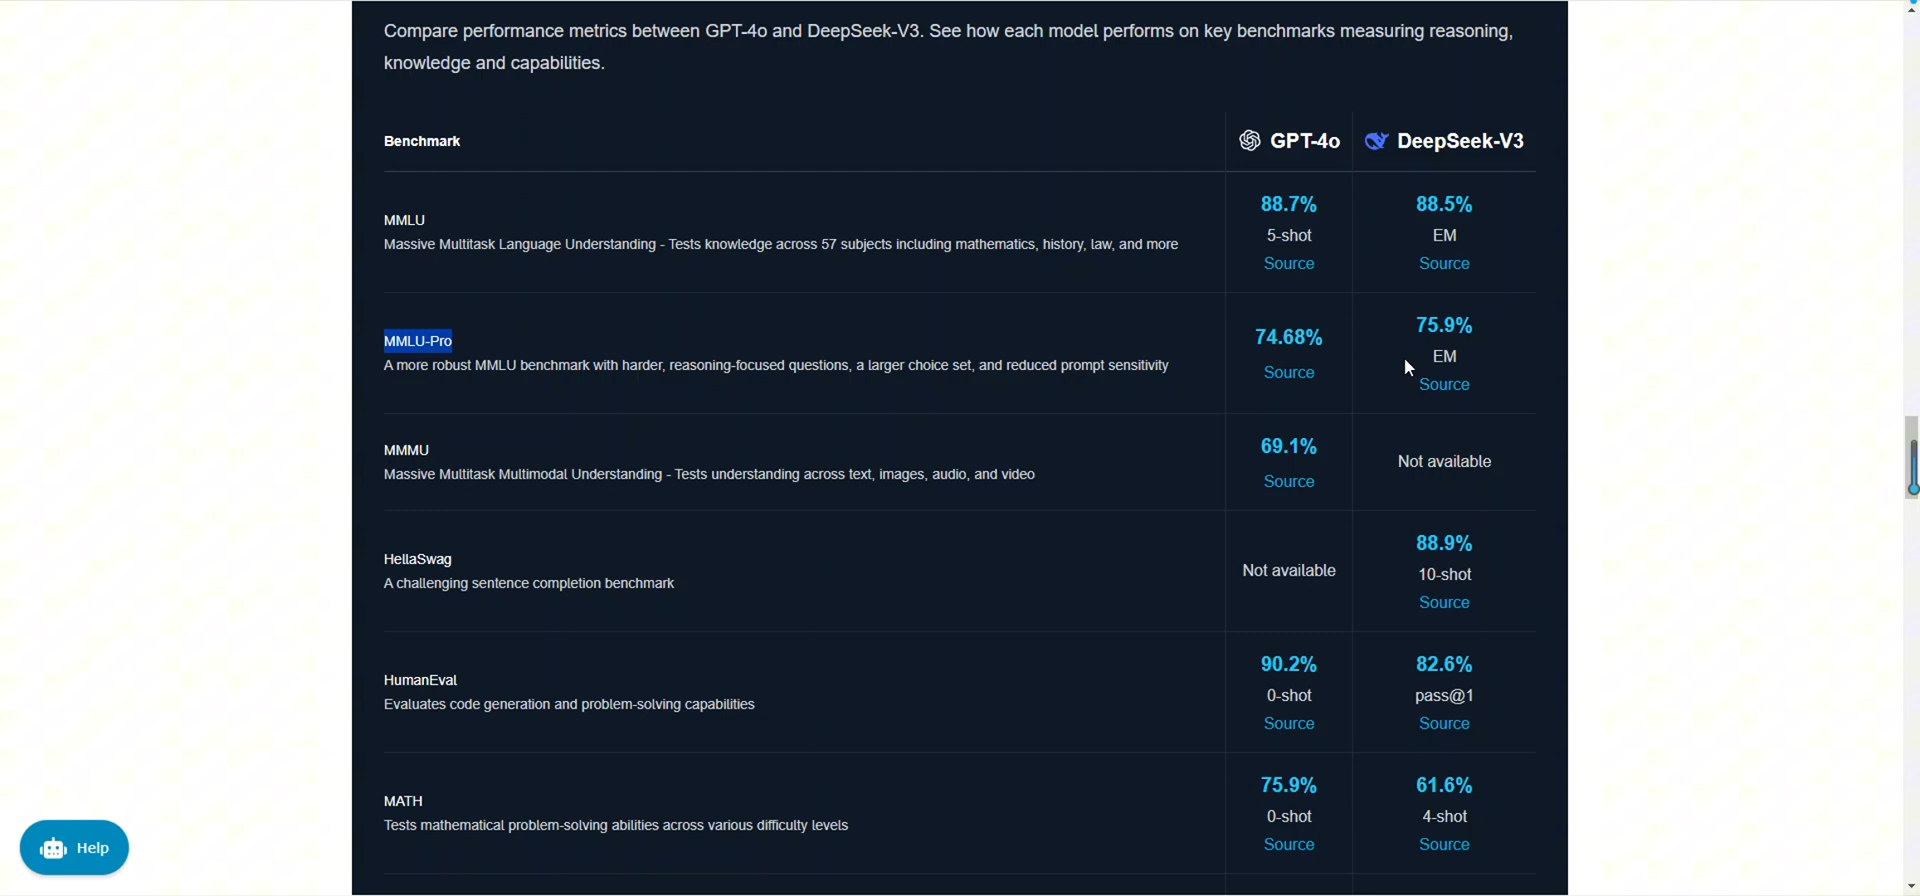 Compare performance metrics between GPT-4o and DeepSeek-V3. See how each model performs on key benchmarks measuring reasoning,
knowledge and capabilities.
Benchmark
GPT-4o
DeepSeek-V3
MMLU
Massive Multitask Language Understanding - Tests knowledge across 57 subjects including mathematics, history, law, and more
88.7%
5-shot
Source
88.5%
EM
Source
MMLU-Pro
A more robust MMLU benchmark with harder, reasoning-focused questions, a larger choice set, and reduced prompt sensitivity
74.68%
Source
75.9%
EM
Source
MMMU
Massive Multitask Multimodal Understanding - Tests understanding across text, images, audio, and video
69.1%
Source
Not available
HellaSwag
A challenging sentence completion benchmark
Not available
88.9%
10-shot
Source
HumanEval
Evaluates code generation and problem-solving capabilities
90.2%
0-shot
Source
82.6%
pass@1
Source
MATH
Tests mathematical problem-solving abilities across various difficulty levels
75.9%
0-shot
Source
61.6%
4-shot
Source
Help